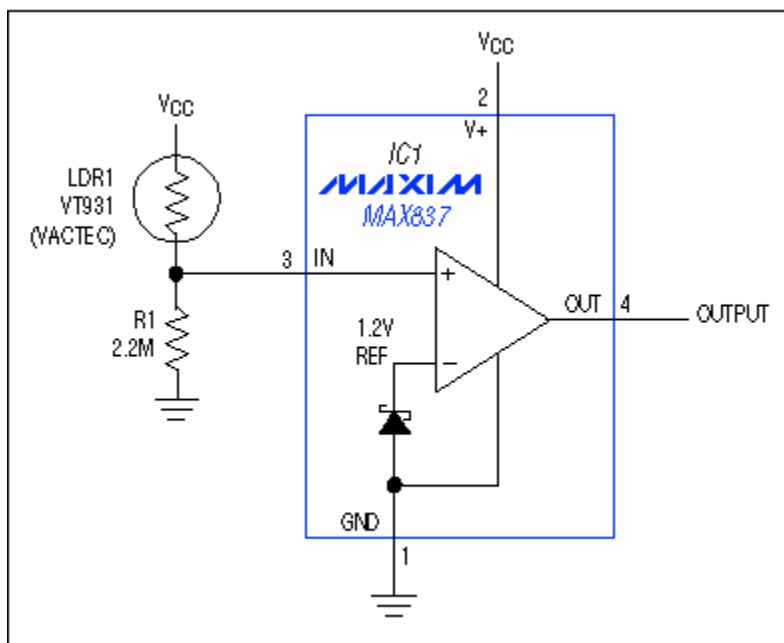 VCC
2
V+
VCC
LDR1
VT931
(VACTEC)
IC1
MAXIM
MAX837
3
IN
+
R1
2.2M
1.2V
REF
−
OUT
4
OUTPUT
GND
1